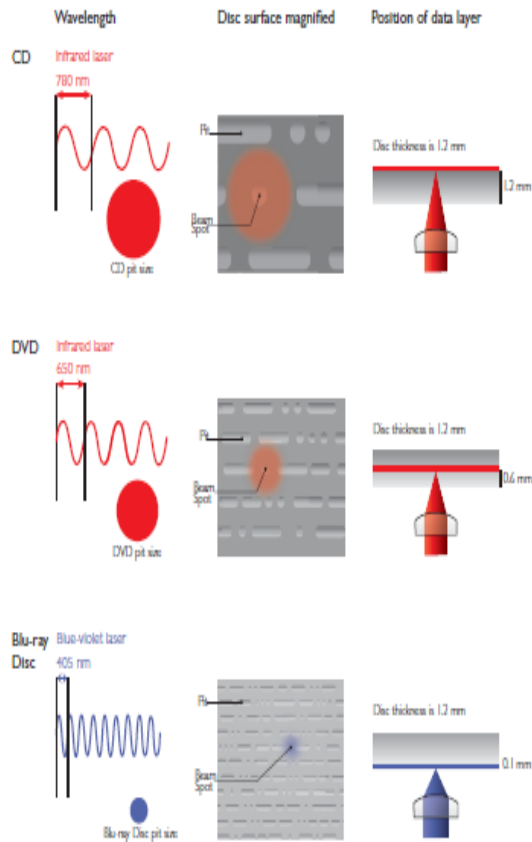 Wavelength Disc surface magnified Position of data layer
CD Infrared laser
780 nm
Pit
Disc thickness is 1.2 mm
1.2 mm
Beam
Spot
CD pit size
DVD Infrared laser
650 nm
Pit
Disc thickness is 1.2 mm
0.6 mm
Beam
Spot
DVD pit size
Blu-ray Blue-violet laser
Disc 405 nm
Pit
Disc thickness is 1.2 mm
0.1 mm
Beam
Spot
Blu-ray Disc pit size